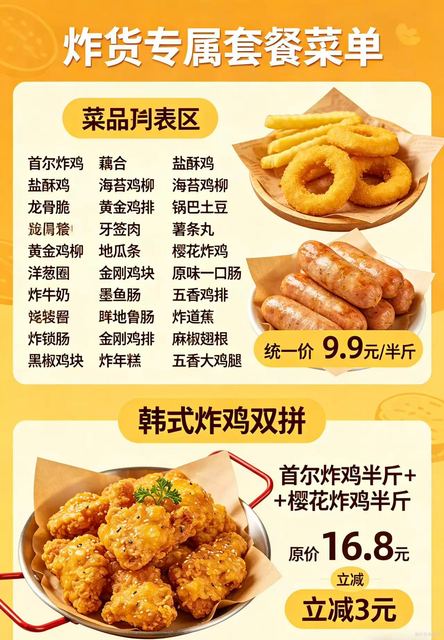 炸货专属套餐菜单
菜品表区
首尔炸鸡 藕合 盐酥鸡
盐酥鸡 海苔鸡柳 海苔鸡柳
龙骨脆 黄金鸡排 锅巴土豆
牙签肉 薯条丸
黄金鸡柳 地瓜条 樱花炸鸡
洋葱圈 金刚鸡块 原味一口肠
炸牛奶 墨鱼肠 五香鸡排
炸道蕉
炸锁肠 金刚鸡排 麻椒翅根
黑椒鸡块 炸年糕 五香大鸡腿
统一价 9.9元/半斤
韩式炸鸡双拼
首尔炸鸡半斤+
+樱花炸鸡半斤
原价 16.8元
立减
立减3元